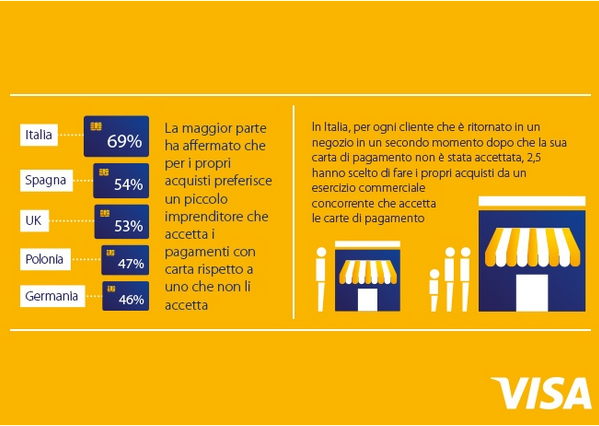 Italia
69%
Spagna
54%
UK
53%
Polonia
47%
Germania
46%
La maggior parte
ha affermato che
per i propri
acquisti preferisce
un piccolo
imprenditore che
accetta i
pagamenti con
carta rispetto a
uno che non li
accetta
In Italia, per ogni cliente che è ritornato in un
negozio in un secondo momento dopo che la sua
carta di pagamento non è stata accettata, 2,5
hanno scelto di fare i propri acquisti da un
esercizio commerciale
concorrente che accetta
le carte di pagamento
VISA